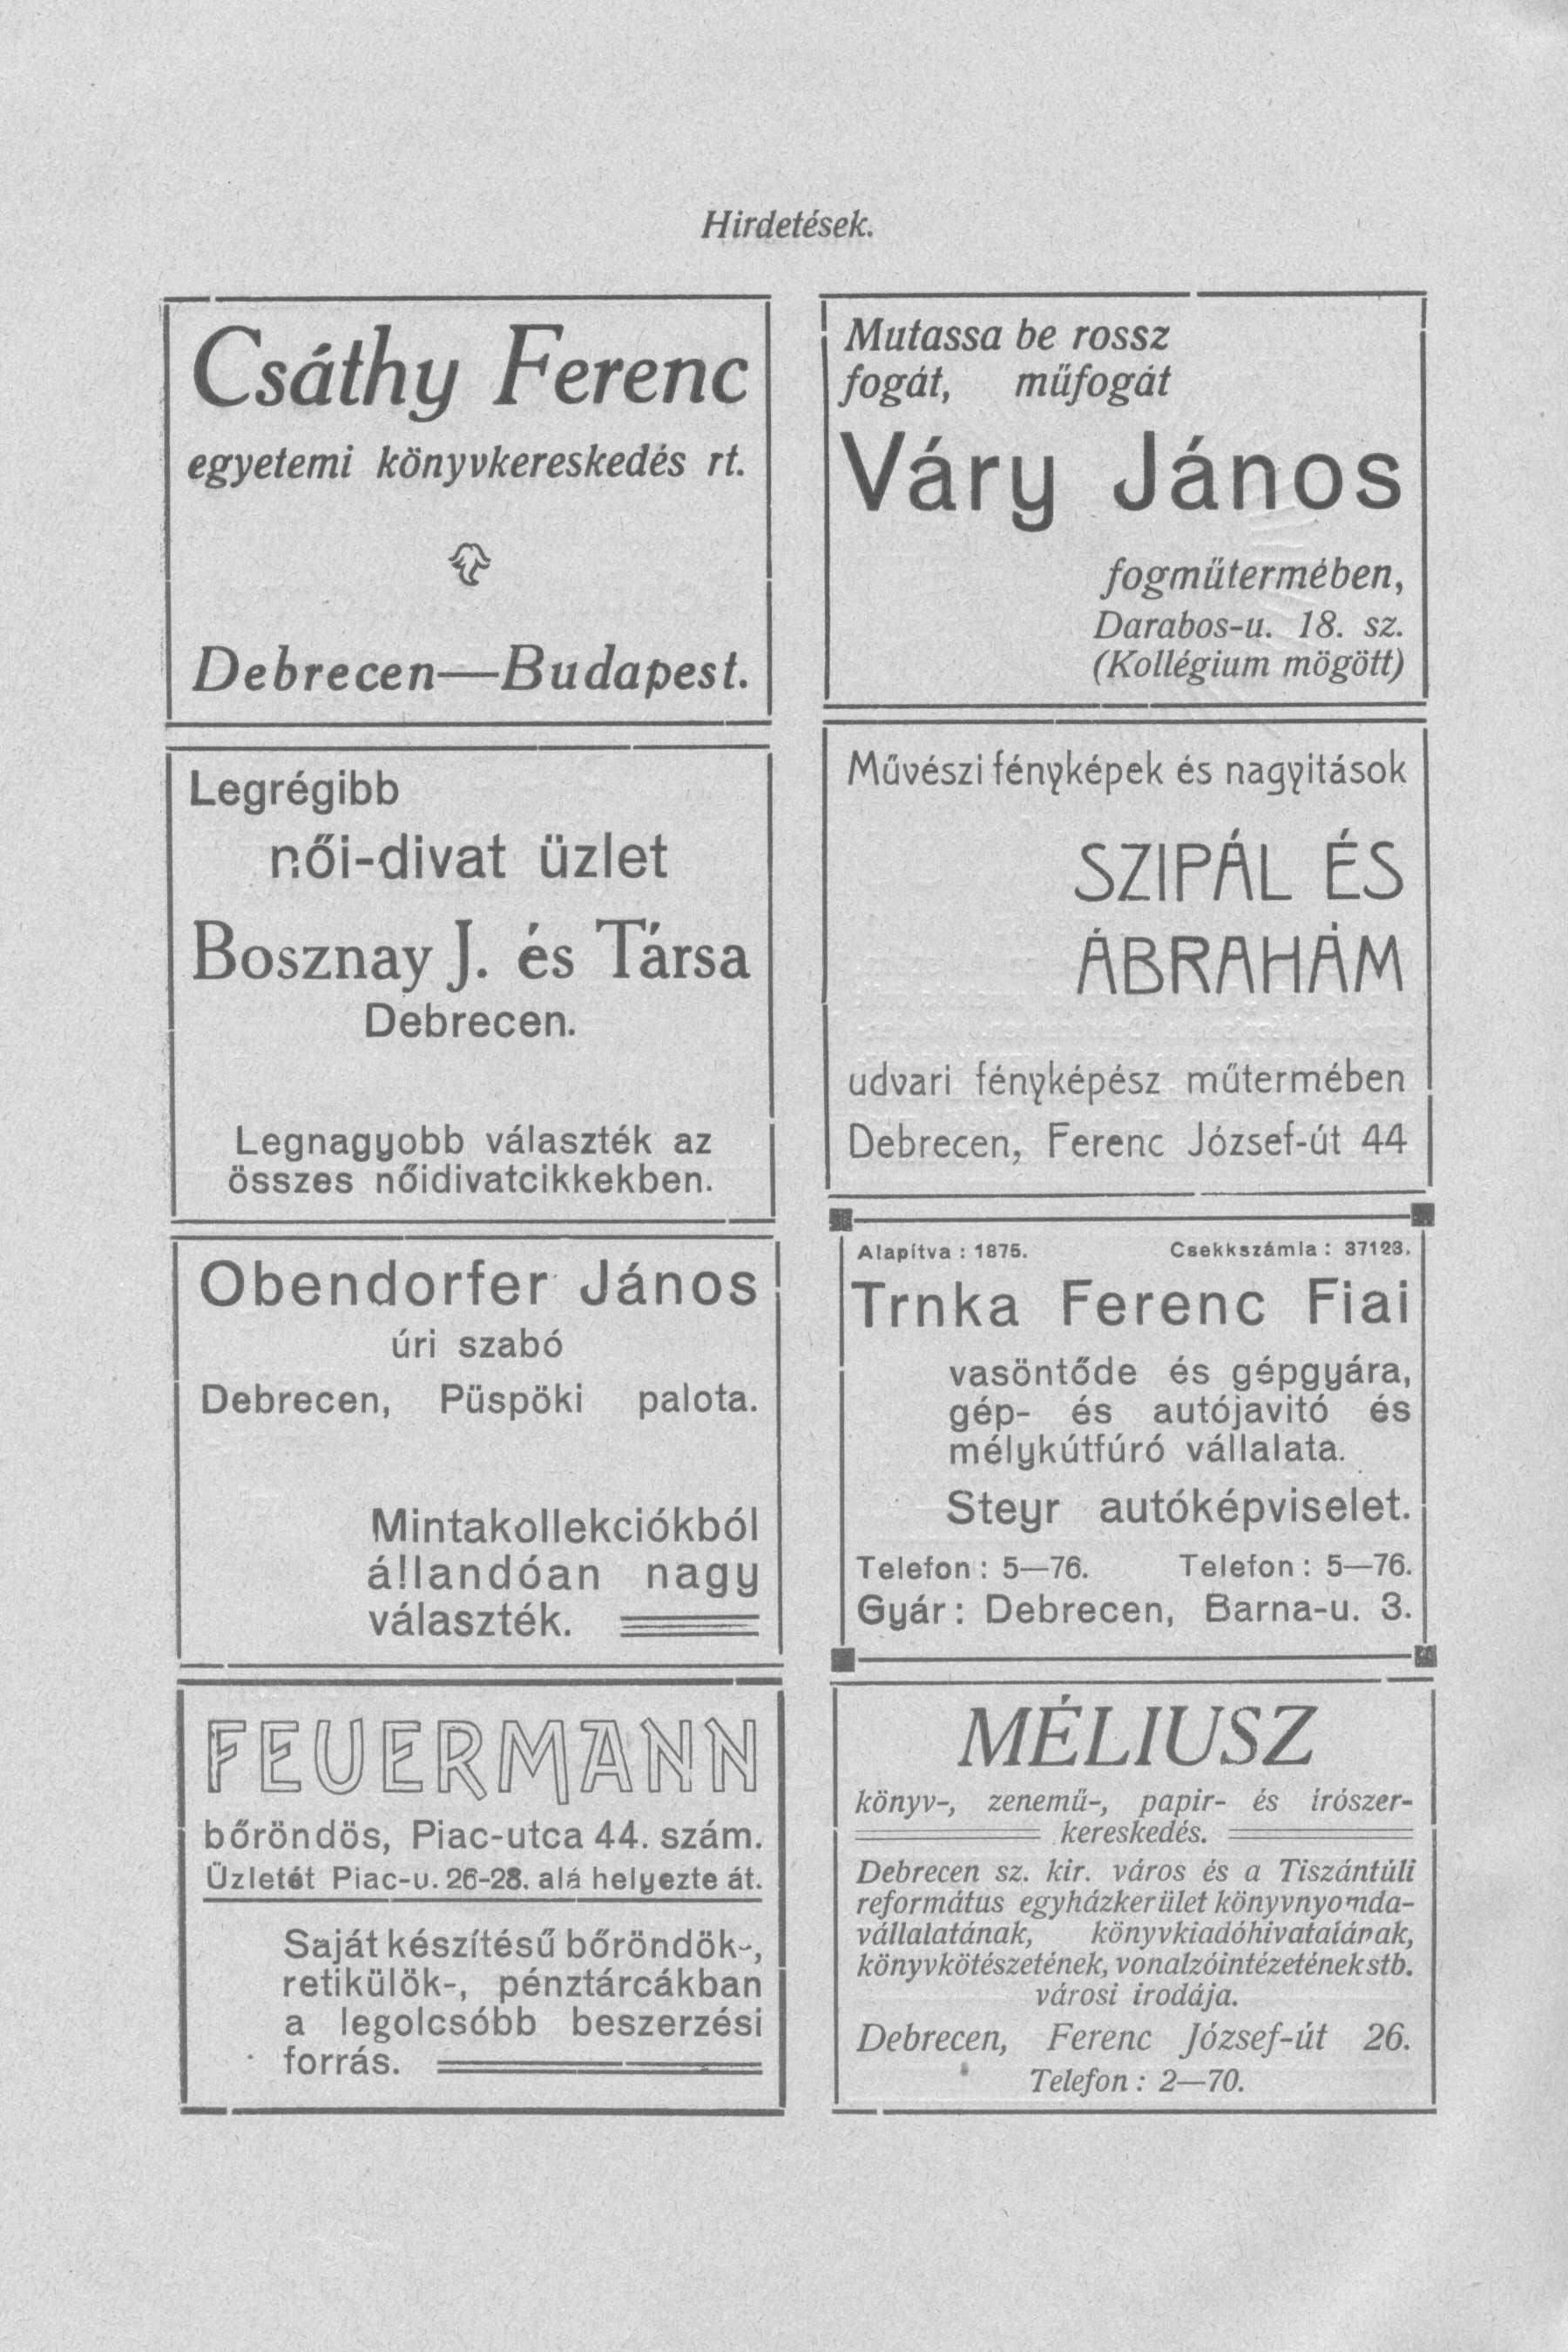 Hirdetések.
Csáthy Ferenc
egyetemi könyvkereskedés rt.
Debrecen—Budapest.
Legrégibb
női-divat üzlet
Bosznay J. és Társa
Debrecen.
Legnagyobb választék az
összes nőidivatcikkekben.
Obendorfer János
úri szabó
Debrecen, Püspöki palota.
Mintakollekciókból
állandóan nagy
választék.
FEUERMANN
bőröndös, Piac-utca 44. szám.
Üzletét Piac-u. 26-28. alá helyezte át.
Saját készítésű bőröndök-,
retikülök-, pénztárcákban
a legolcsóbb beszerzési
forrás.
Mutassa be rossz
fogát, műfogát
Váry János
fogműtermében,
Darabos-u. 18. sz.
(Kollégium mögött)
Művészi fényképek és nagyitások
SZIPÁL ÉS
ÁBRAHÁM
udvari fényképész műtermében
Debrecen, Ferenc József-út 44
Alapítva : 1875. Csekkszámla : 37123.
Trnka Ferenc Fiai
vasöntőde és gépgyára,
gép- és autójavitó és
mélykútfúró vállalata.
Steyr autóképviselet.
Telefon : 5—76. Telefon : 5—76.
Gyár : Debrecen, Barna-u. 3.
MÉLIUSZ
könyv-, zenemű-, papir- és irószer-
kereskedés.
Debrecen sz. kir. város és a Tiszántúli
református egyházkerület könyvnyomda-
vállalatának, könyvkiadóhivatalának,
könyvkötészetének, vonalzóintézetének stb.
városi irodája.
Debrecen, Ferenc József-út 26.
Telefon : 2—70.